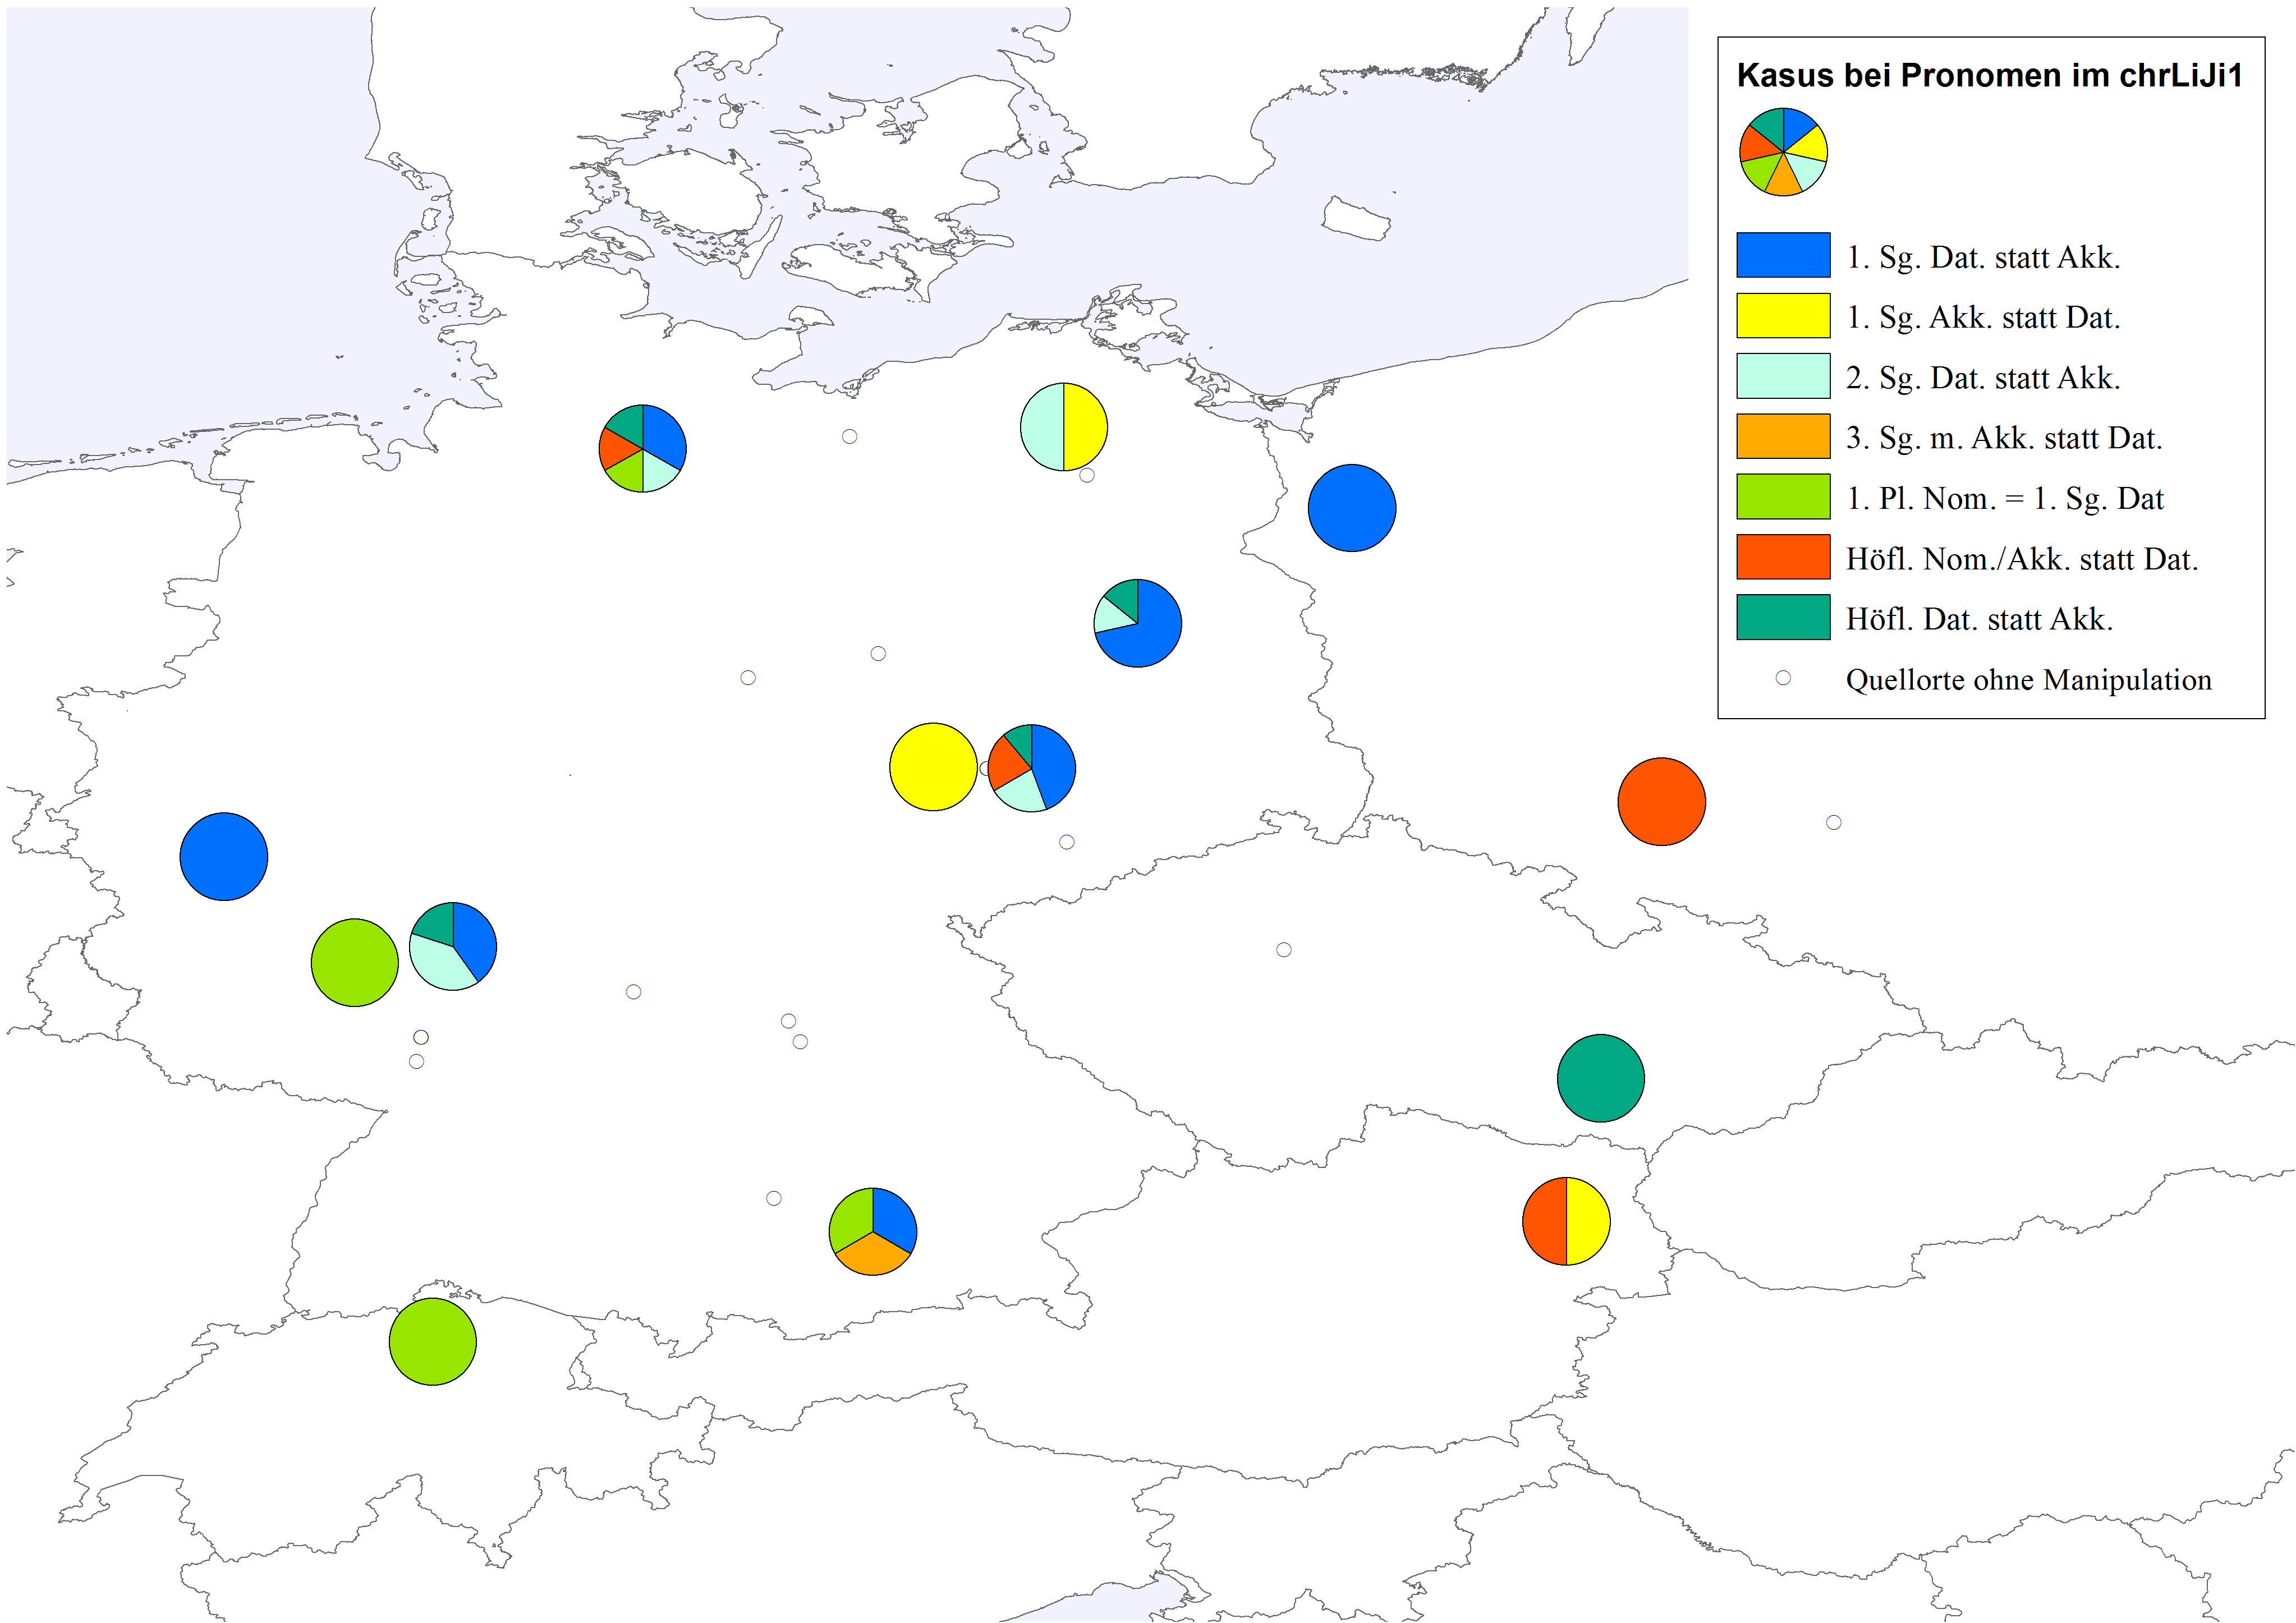 Kasus bei Pronomen im chrLiJi1
1. Sg. Dat. statt Akk.
1. Sg. Akk. statt Dat.
2. Sg. Dat. statt Akk.
3. Sg. m. Akk. statt Dat.
1. Pl. Nom. = 1. Sg. Dat
Höfl. Nom./Akk. statt Dat.
Höfl. Dat. statt Akk.
Quellorte ohne Manipulation